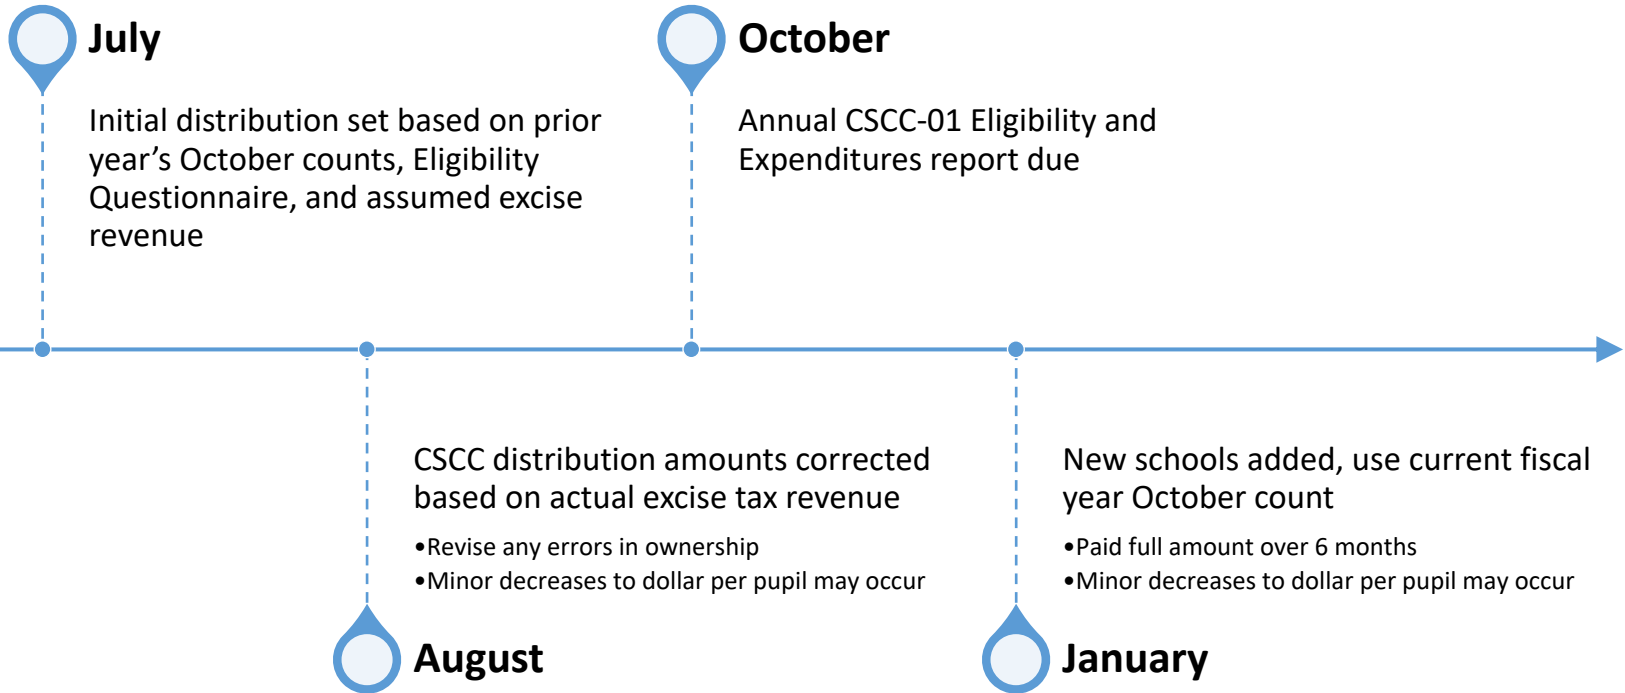 July
Initial distribution set based on prior
year’s October counts, Eligibility
Questionnaire, and assumed excise
revenue
October
Annual CSCC-01 Eligibility and
Expenditures report due
CSCC distribution amounts corrected
based on actual excise tax revenue
•Revise any errors in ownership
•Minor decreases to dollar per pupil may occur
August
New schools added, use current fiscal
year October count
•Paid full amount over 6 months
•Minor decreases to dollar per pupil may occur
January